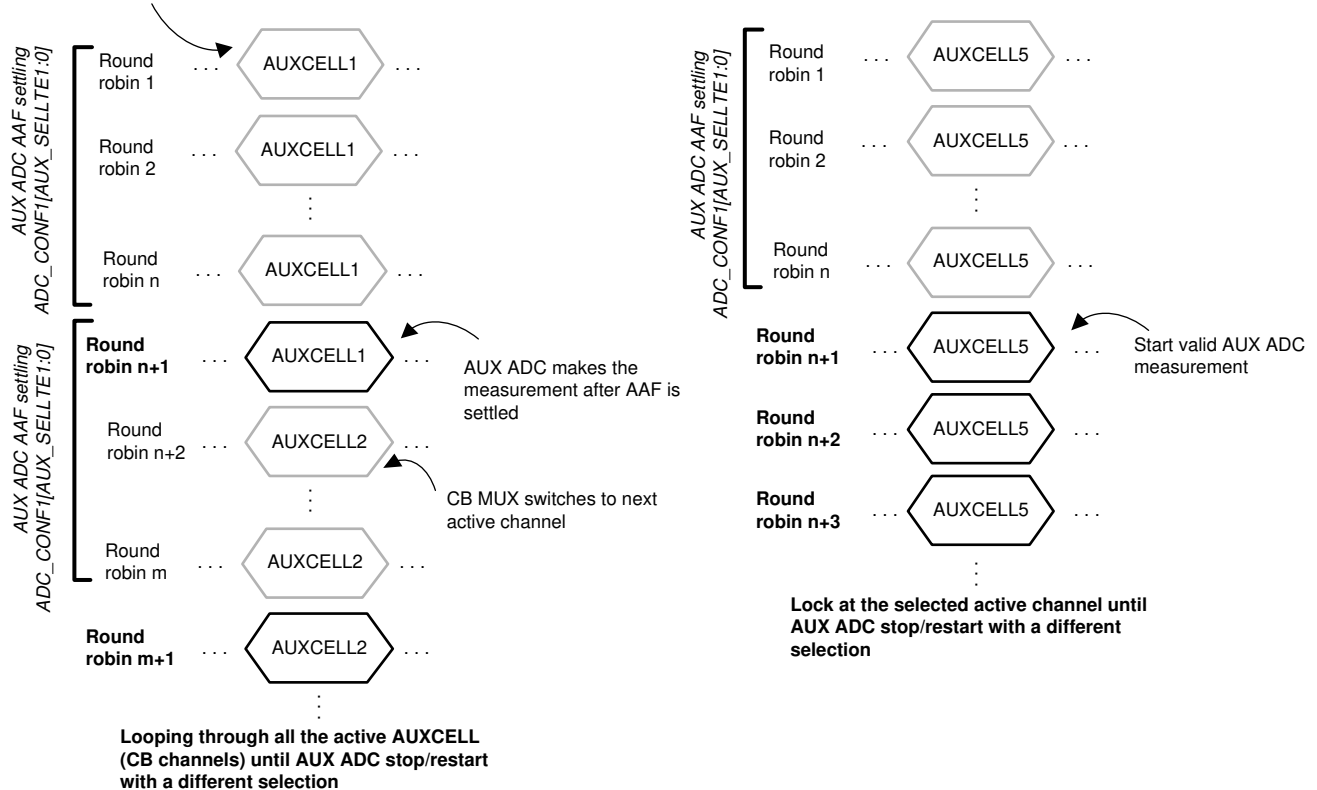 AUX ADC AAF settling
ADC_CONF1[AUX_SELLTE1:0]
Round
robin 1
. . .
AUXCELL1
. . .
Round
robin 2
. . .
AUXCELL1
. . .
Round
robin n
. . .
AUXCELL1
. . .
AUX ADC AAF settling
ADC_CONF1[AUX_SELLTE1:0]
Round
robin n+1
. . .
AUXCELL1
. . .
AUX ADC makes the
measurement after AAF is
settled
Round
robin n+2
. . .
AUXCELL2
. . .
CB MUX switches to next
active channel
Round
robin m
. . .
AUXCELL2
. . .
Round
robin m+1
. . .
AUXCELL2
. . .
Looping through all the active AUXCELL
(CB channels) until AUX ADC stop/restart
with a different selection
AUX ADC AAF settling
ADC_CONF1[AUX_SELLTE1:0]
Round
robin 1
. . .
AUXCELL5
. . .
Round
robin 2
. . .
AUXCELL5
. . .
Round
robin n
. . .
AUXCELL5
. . .
Round
robin n+1
. . .
AUXCELL5
. . .
Start valid AUX ADC
measurement
Round
robin n+2
. . .
AUXCELL5
. . .
Round
robin n+3
. . .
AUXCELL5
. . .
Lock at the selected active channel until
AUX ADC stop/restart with a different
selection